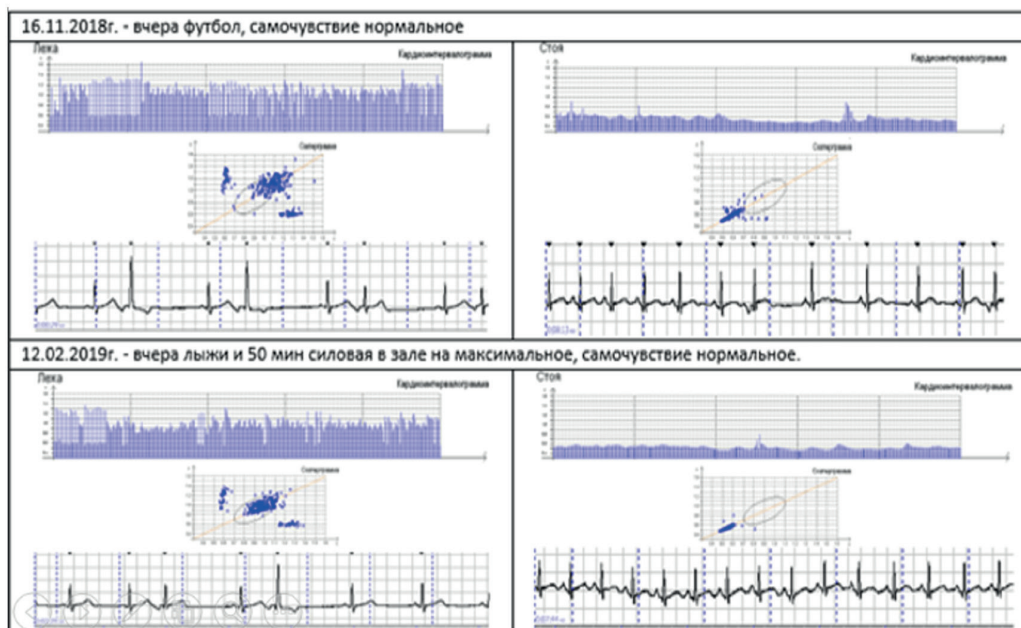 16.11.2018г. - вчера футбол, самочувствие нормальное
Лежа
Кардиоинтервалограмма
Скатерграмма
Стоя
Кардиоинтервалограмма
Скатерграмма
12.02.2019г. - вчера лыжи и 50 мин силовая в зале на максимальное, самочувствие нормальное.
Лежа
Кардиоинтервалограмма
Скатерграмма
Стоя
Кардиоинтервалограмма
Скатерграмма